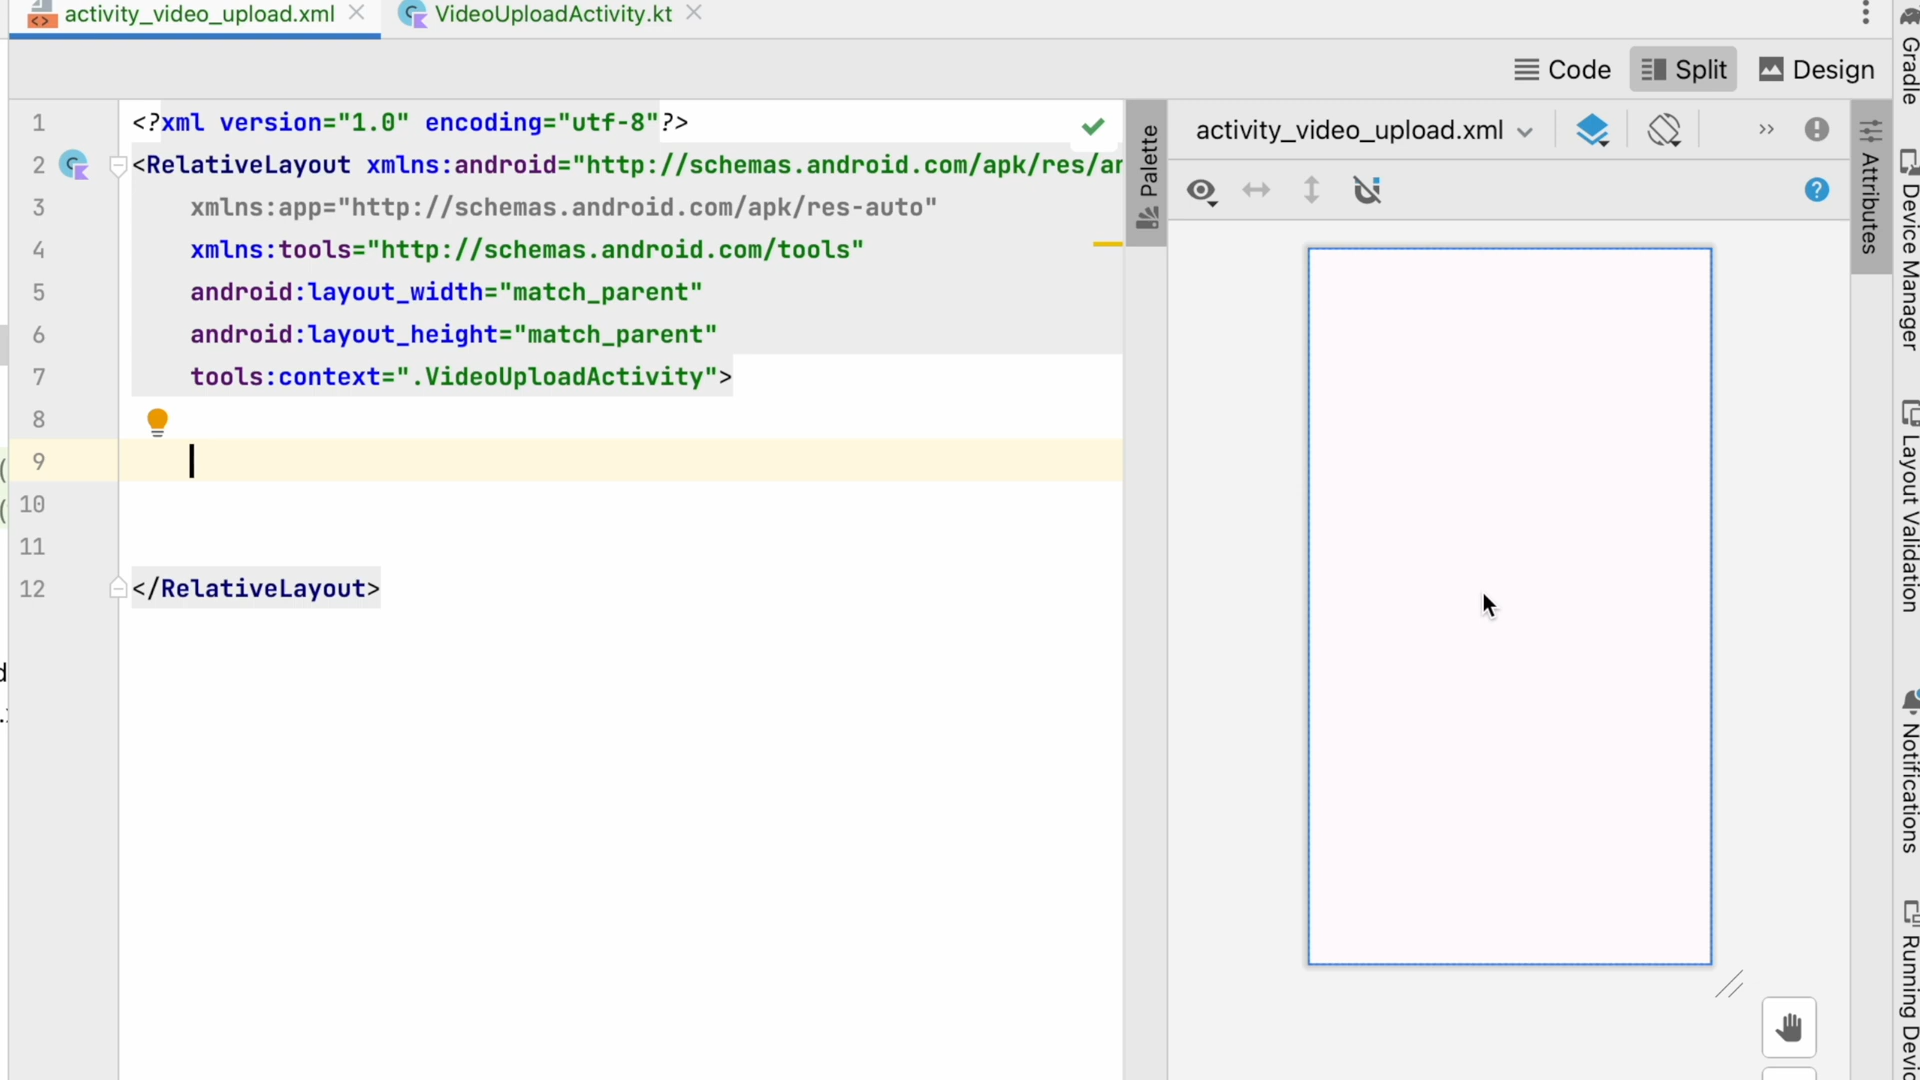 activity_video_upload.xml
VideoUploadActivity.kt
Code
Split
Design
1 <?xml version="1.0" encoding="utf-8"?>
2 <RelativeLayout xmlns:android="http://schemas.android.com/apk/res/an
3 xmlns:app="http://schemas.android.com/apk/res-auto"
4 xmlns:tools="http://schemas.android.com/tools"
5 android:layout_width="match_parent"
6 android:layout_height="match_parent"
7 tools:context=".VideoUploadActivity">
8
9
10
11
12 </RelativeLayout>
Palette
activity_video_upload.xml
Attributes
Gradle
Device Manager
Layout Validation
Notifications
Running Devic